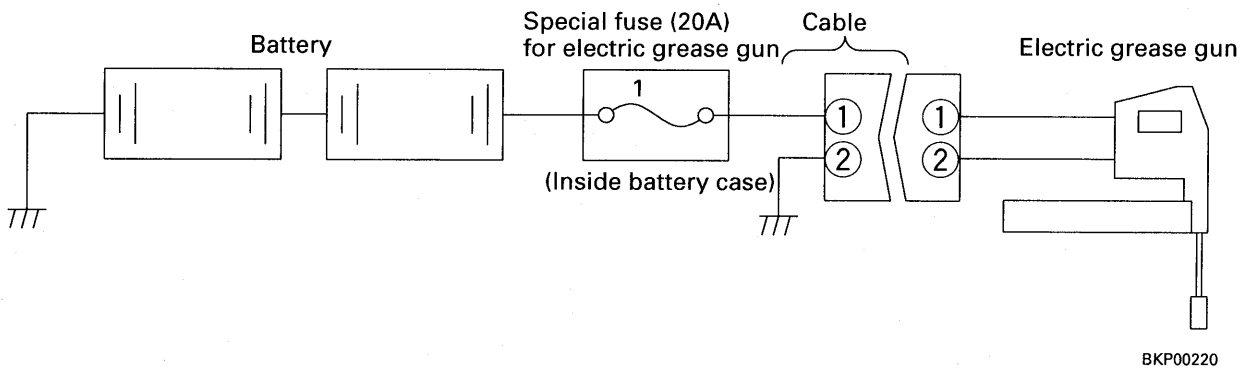 Battery
Special fuse (20A)
for electric grease gun
Cable
Electric grease gun
1
1
2
1
2
(Inside battery case)
BKP00220